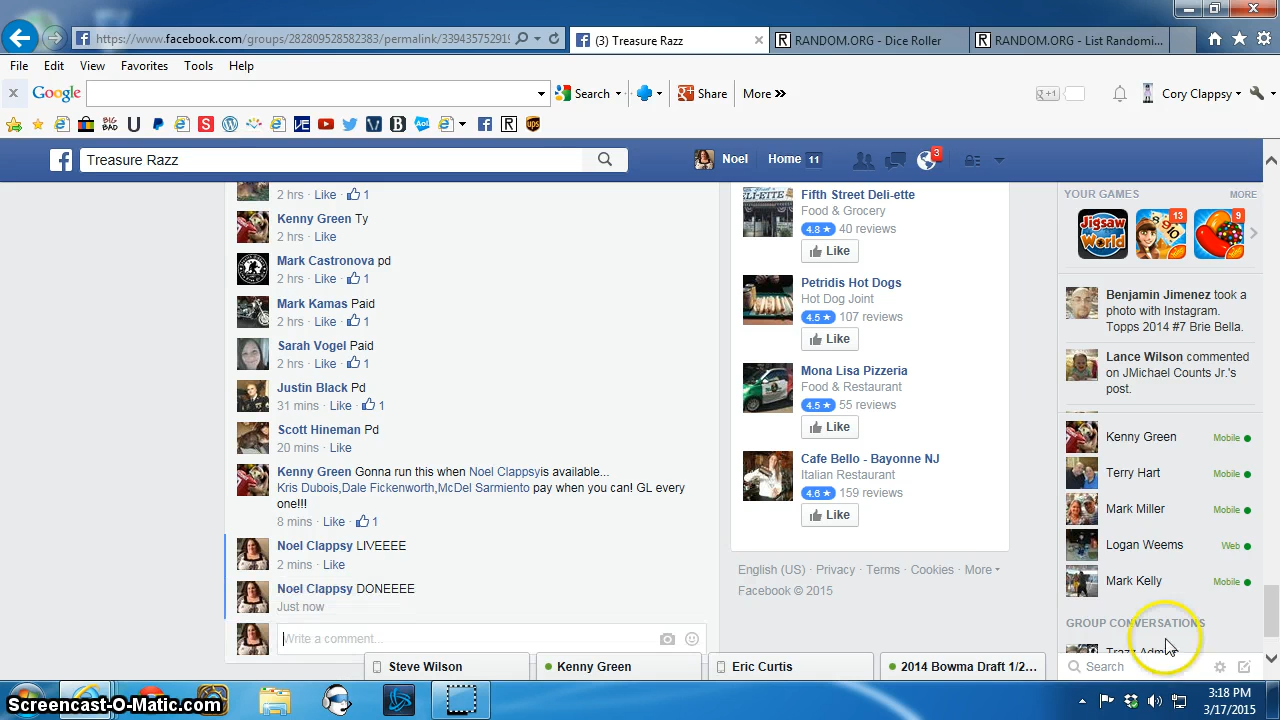 https://www.facebook.com/groups/282809528582383/permalink/33943575291
(3) Treasure Razz
RANDOM.ORG - Dice Roller
RANDOM.ORG - List Randomi...
File Edit View Favorites Tools Help
Google
Search
Share
More »
+1
Cory Clappsy
BIG BAD
Aol.
ups
Treasure Razz
Noel
Home 11
3
2 hrs · Like · 1
Kenny Green Ty
2 hrs · Like
Mark Castronova pd
2 hrs · Like · 1
Mark Kamas Paid
2 hrs · Like · 1
Sarah Vogel Paid
2 hrs · Like · 1
Justin Black Pd
31 mins · Like · 1
Scott Hineman Pd
20 mins · Like
Kenny Green Gonna run this when Noel Clappsyis available...
Kris Dubois,Dale Fickenworth,McDel Sarmiento pay when you can! GL every
one!!!
8 mins · Like · 1
Noel Clappsy LIVEEEE
2 mins · Like
Noel Clappsy DONEEEE
Just now
Write a comment...
Fifth Street Deli-ette
Food & Grocery
4.8 ★ 40 reviews
Like
Petridis Hot Dogs
Hot Dog Joint
4.5 ★ 107 reviews
Like
Mona Lisa Pizzeria
Food & Restaurant
4.5 ★ 55 reviews
Like
Cafe Bello - Bayonne NJ
Italian Restaurant
4.6 ★ 159 reviews
Like
English (US) · Privacy · Terms · Cookies · More
Facebook © 2015
YOUR GAMES
MORE
Jigsaw World
13
9
Benjamin Jimenez took a
photo with Instagram.
Topps 2014 #7 Brie Bella.
Lance Wilson commented
on JMichael Counts Jr.'s
post.
Kenny Green Mobile
Terry Hart Mobile
Mark Miller Mobile
Logan Weems Web
Mark Kelly Mobile
GROUP CONVERSATIONS
Search
Steve Wilson
Kenny Green
Eric Curtis
2014 Bowma Draft 1/2...
Screencast-O-Matic.com
3:18 PM
3/17/2015